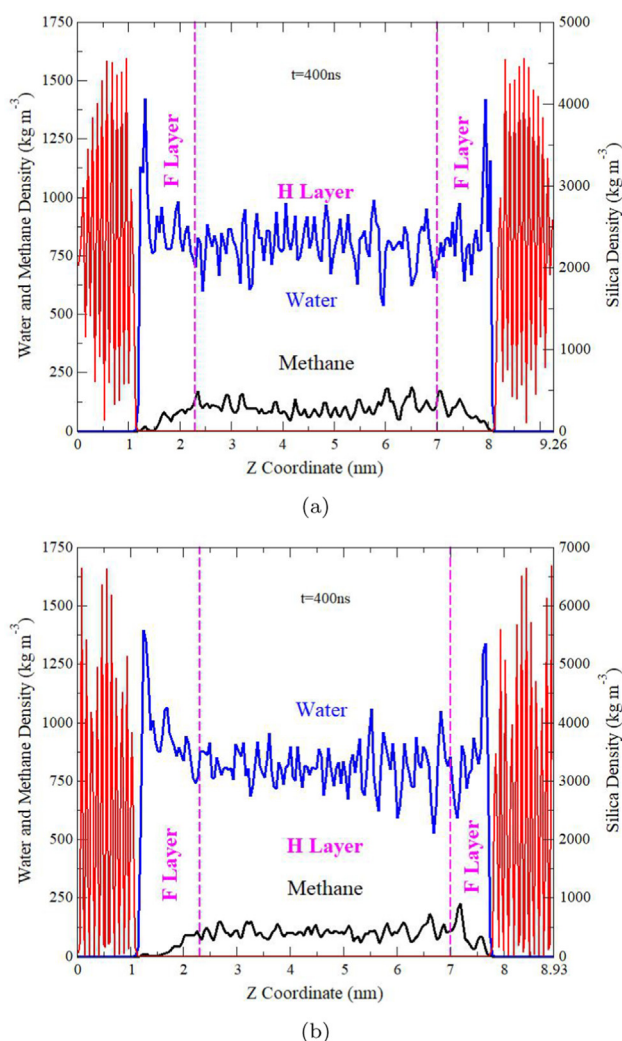 1750
1500
1250
1000
750
500
250
0
Water and Methane Density (kg m⁻³)
t=400ns
F Layer
H Layer
F Layer
Water
Methane
5000
4000
3000
2000
1000
0
Silica Density (kg m⁻³)
0 1 2 3 4 5 6 7 8 9.26
Z Coordinate (nm)
(a)
1750
1500
1250
1000
750
500
250
0
Water and Methane Density (kg m⁻³)
t=400ns
Water
F Layer
H Layer
F Layer
Methane
7000
6000
5000
4000
3000
2000
1000
0
Silica Density (kg m⁻³)
0 1 2 3 4 5 6 7 8 8.93
Z Coordinate (nm)
(b)